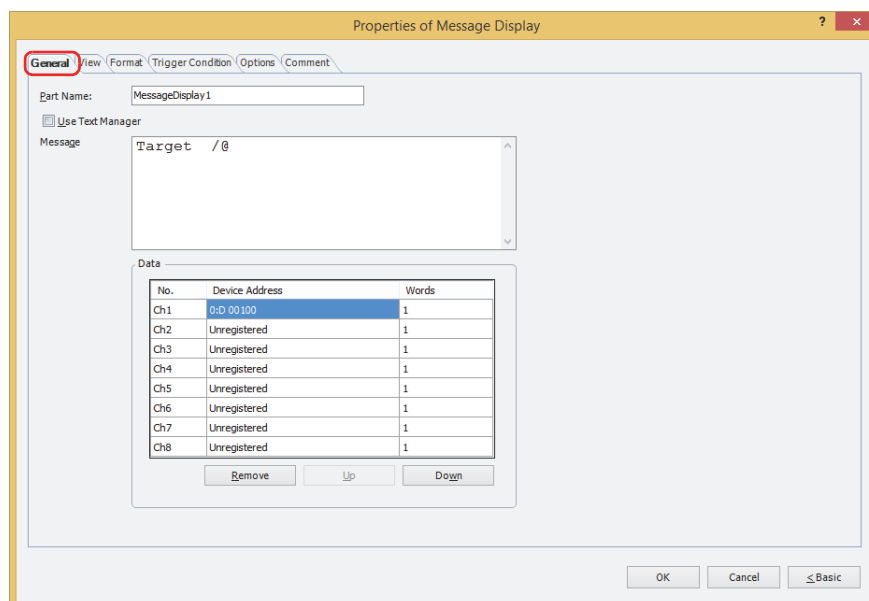 Properties of Message Display ? ×
General View Format Trigger Condition Options Comment
Part Name: MessageDisplay1
Use Text Manager
Message Target /@
Data
No. Device Address Words
Ch1 0:D 00100 1
Ch2 Unregistered 1
Ch3 Unregistered 1
Ch4 Unregistered 1
Ch5 Unregistered 1
Ch6 Unregistered 1
Ch7 Unregistered 1
Ch8 Unregistered 1
Remove Up Down
OK Cancel < Basic